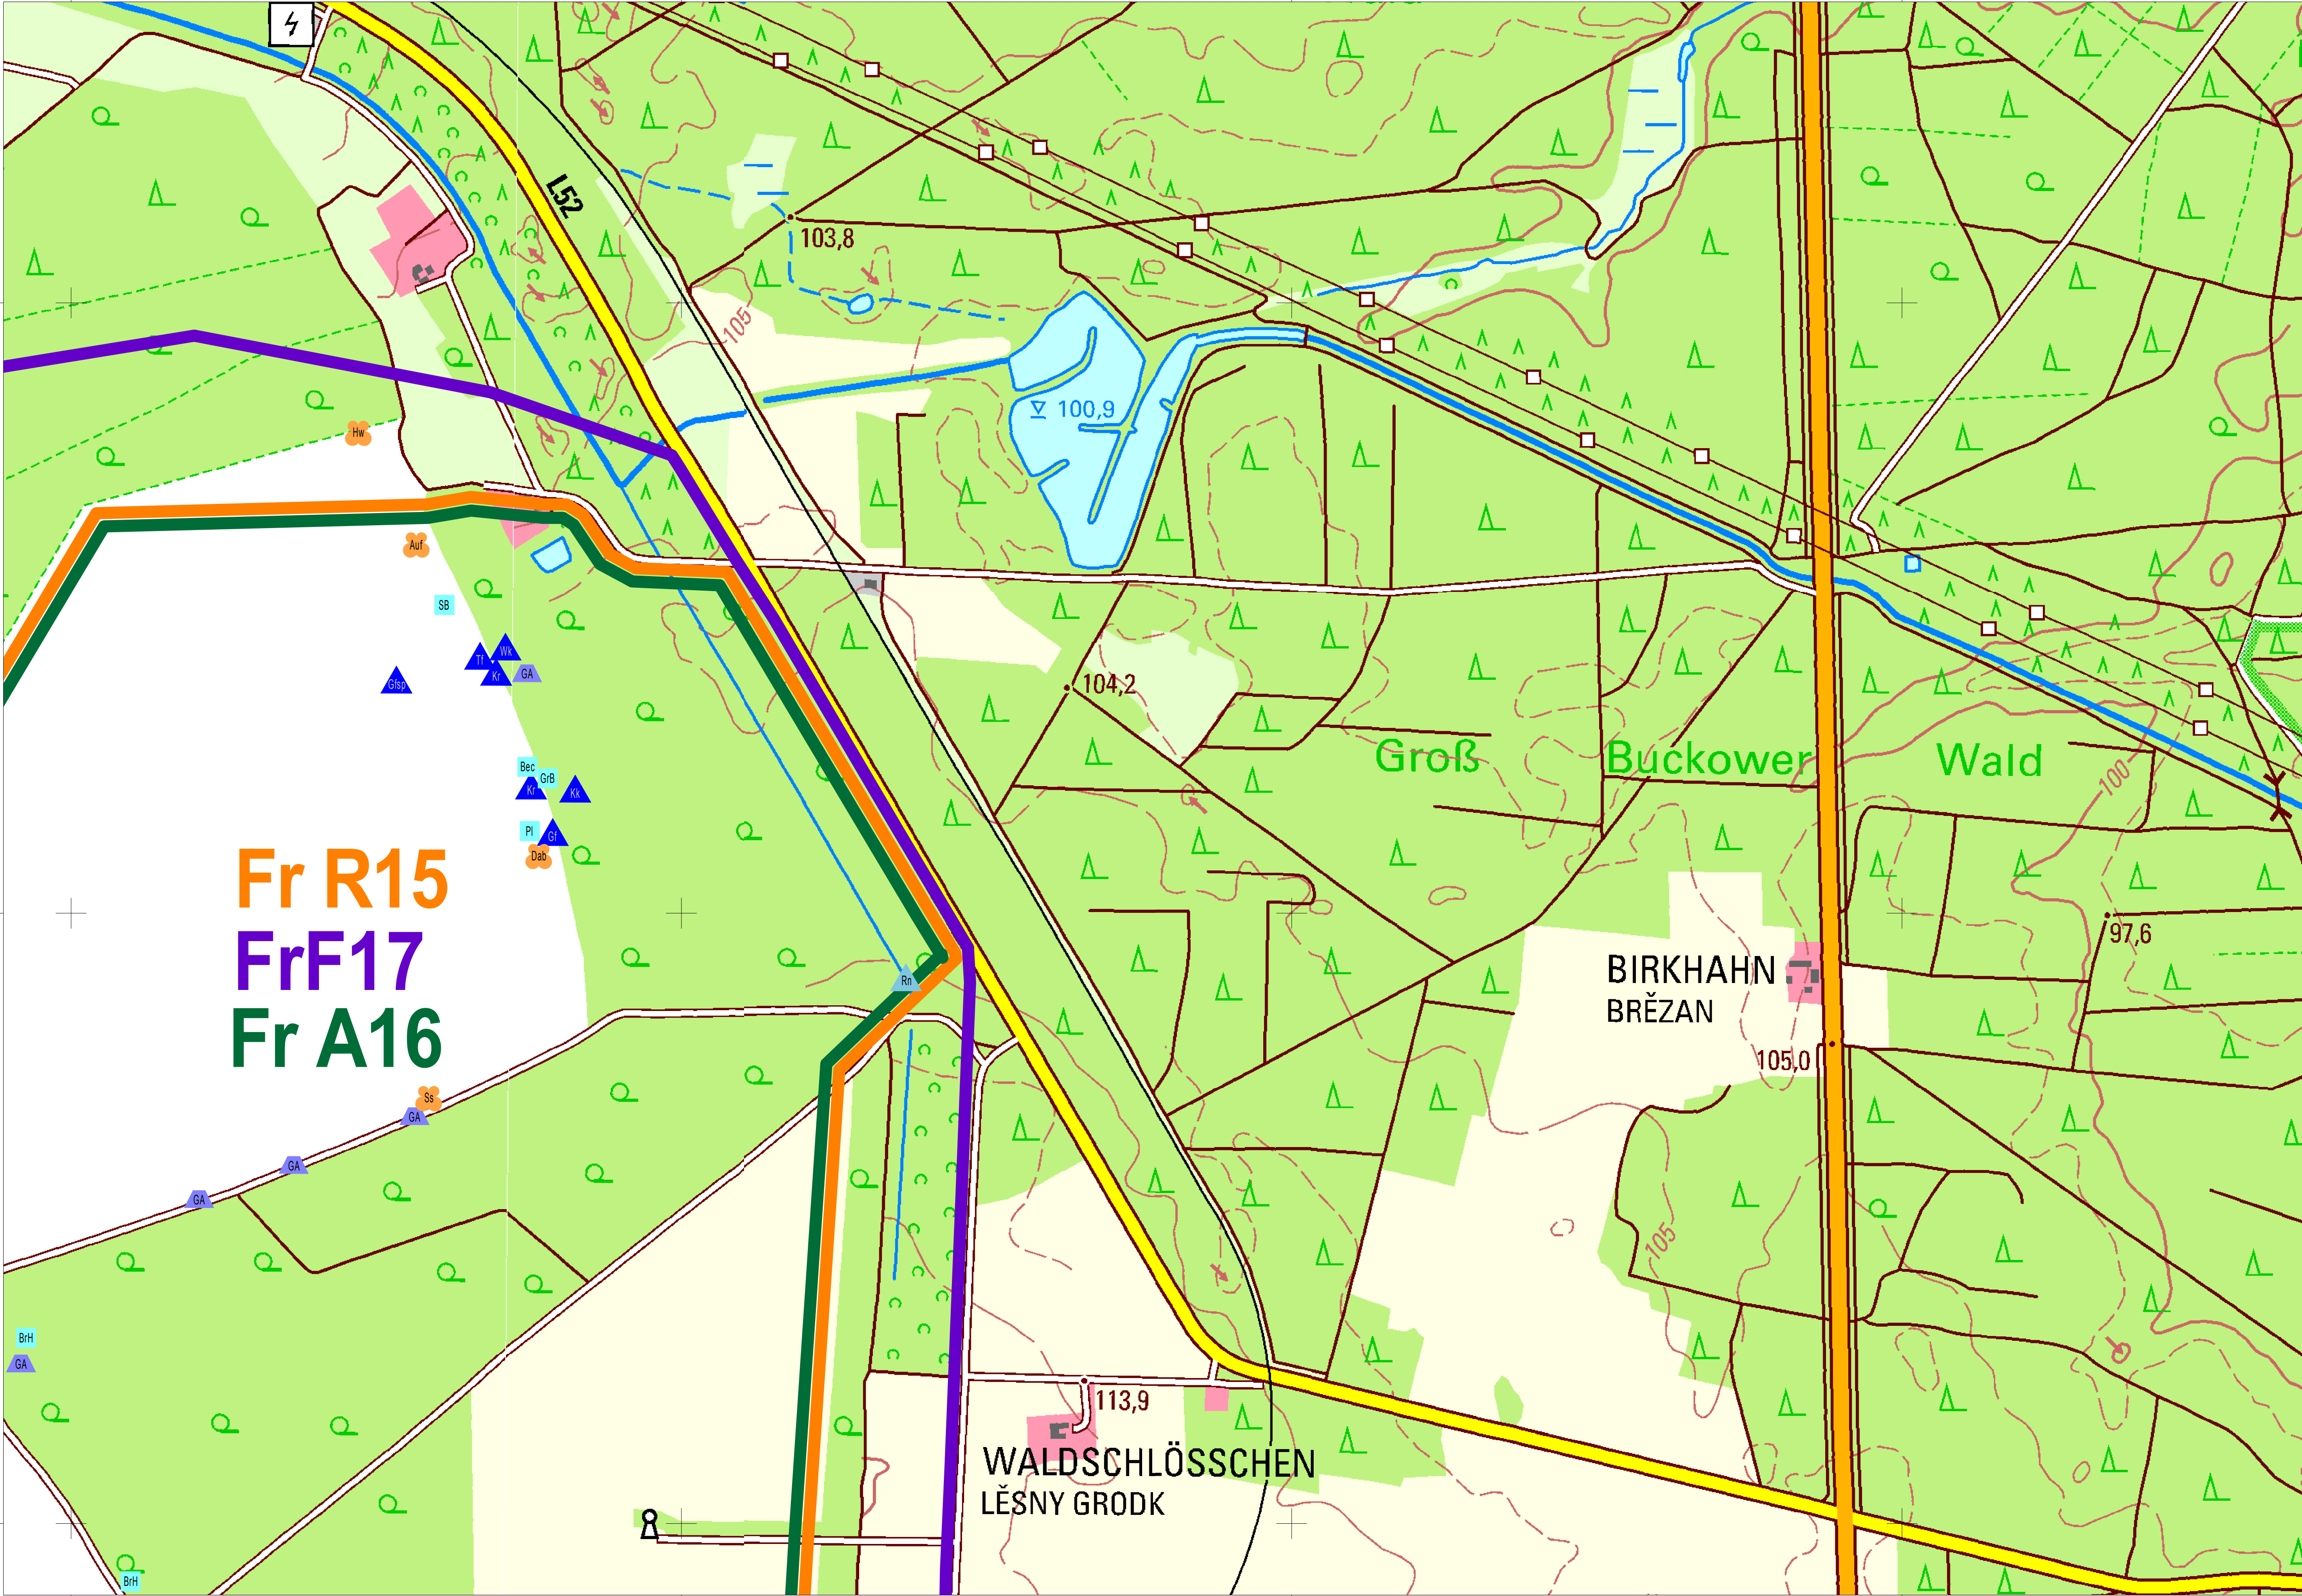 L52
103,8
105
100,9
Hw
Auf
SB
Tf
Wk
Kr
GA
Gfsp
104,2
Groß Buckower Wald
100
Bec
GrB
Kr
Kk
Pl
Gf
Dab
Fr R15
FrF17
Fr A16
97,6
BIRKHAHN
BRĚZAN
Rn
105,0
Ss
GA
GA
GA
105
BrH
GA
113,9
WALDSCHLÖSSCHEN
LĚSNY GRODK
BrH